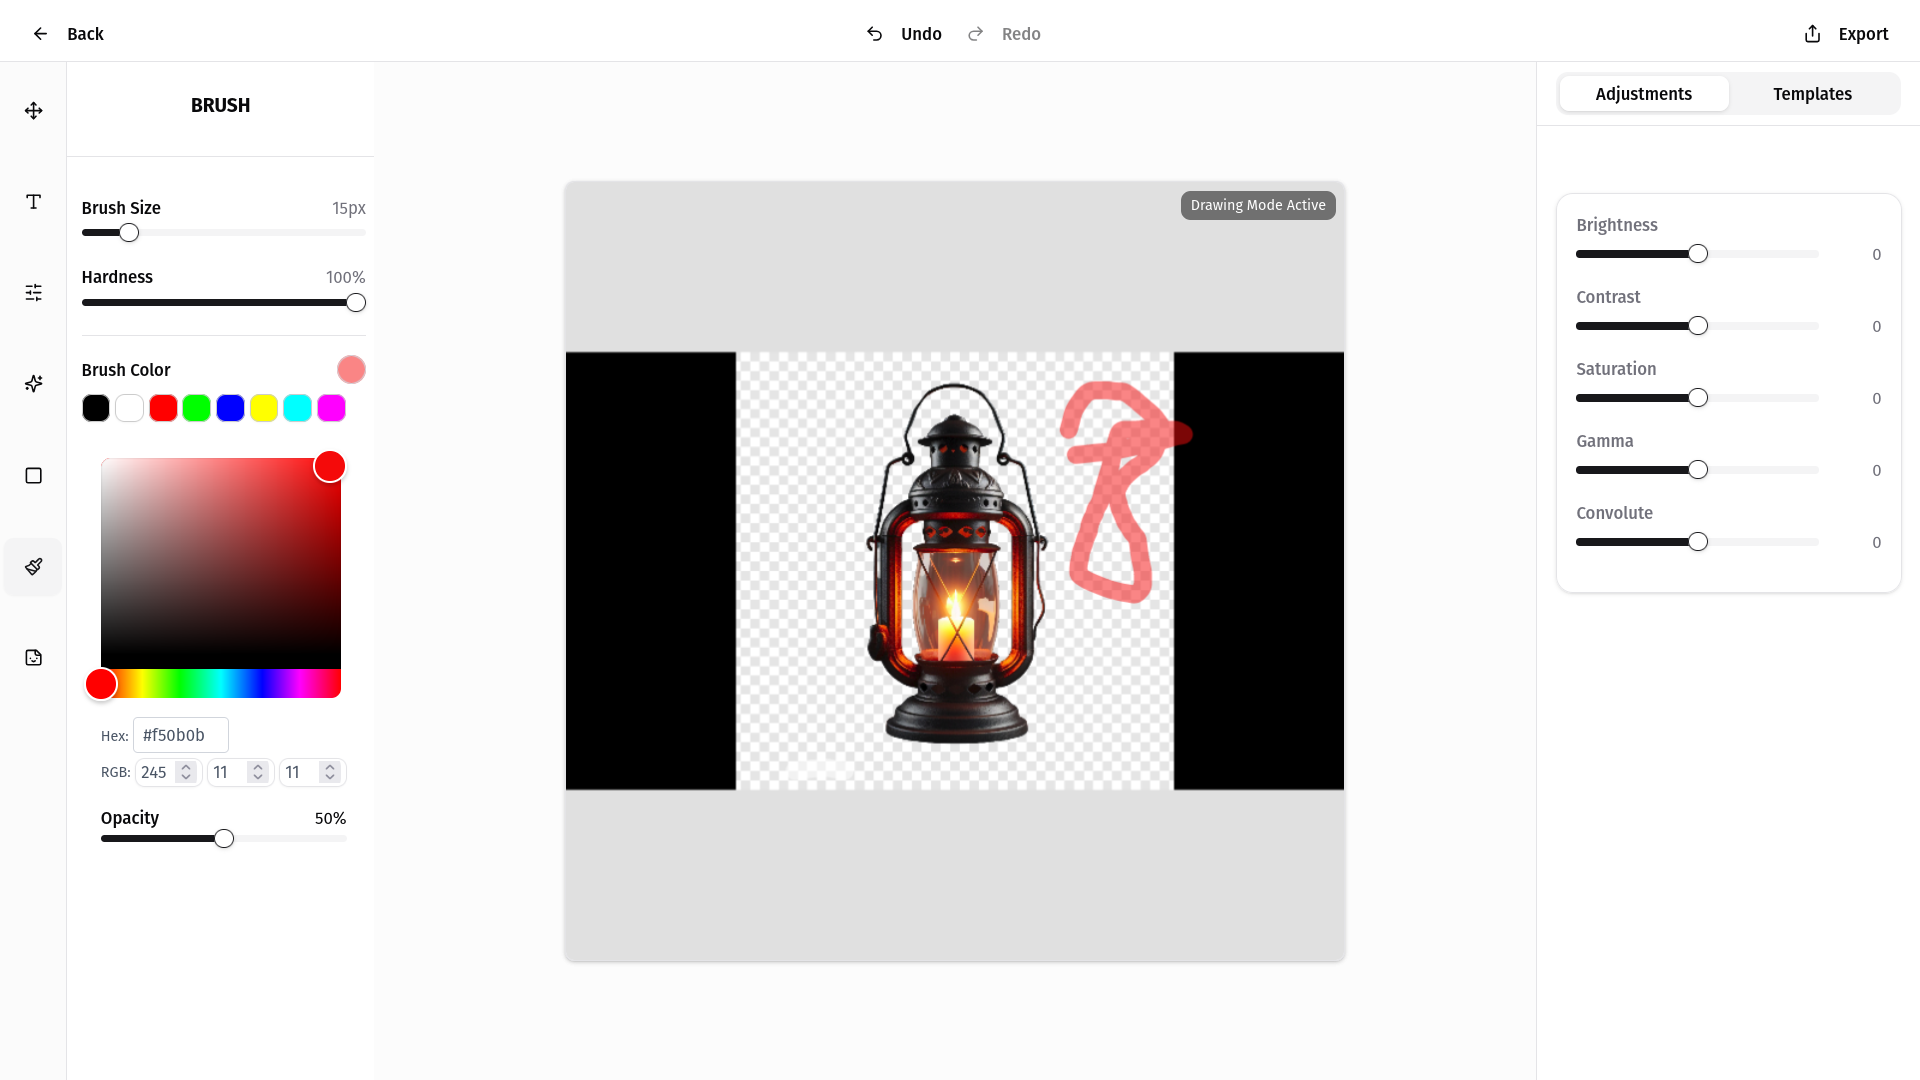 Back
Undo
Redo
Export
BRUSH
Adjustments
Templates
Brush Size
15px
Hardness
100%
Brush Color
Hex:
#f50b0b
RGB:
245
11
11
Opacity
50%
Drawing Mode Active
Brightness
0
Contrast
0
Saturation
0
Gamma
0
Convolute
0